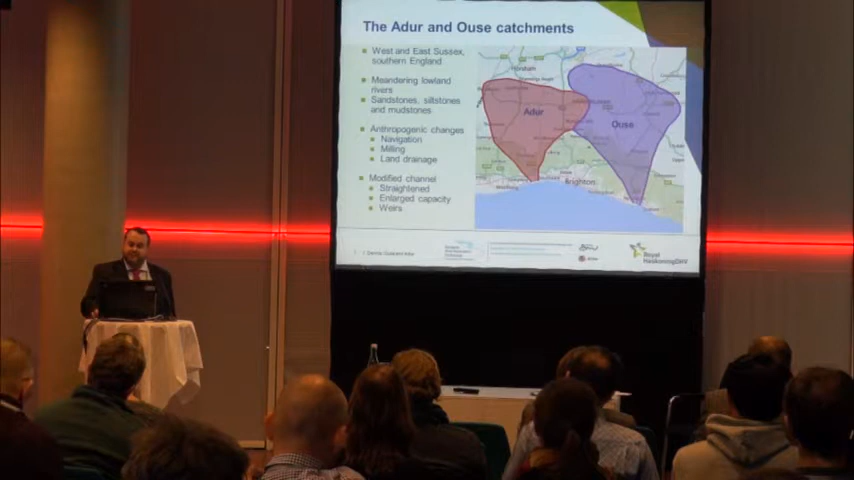 The Adur and Ouse catchments
West and East Sussex,
southern England
Meandering lowland
rivers
Sandstones, siltstones
and mudstones
Anthropogenic changes
Navigation
Milling
Land drainage
Modified channel
Straightened
Enlarged capacity
Weirs
Horsham
Adur
Ouse
Brighton
Royal
HaskoningDHV